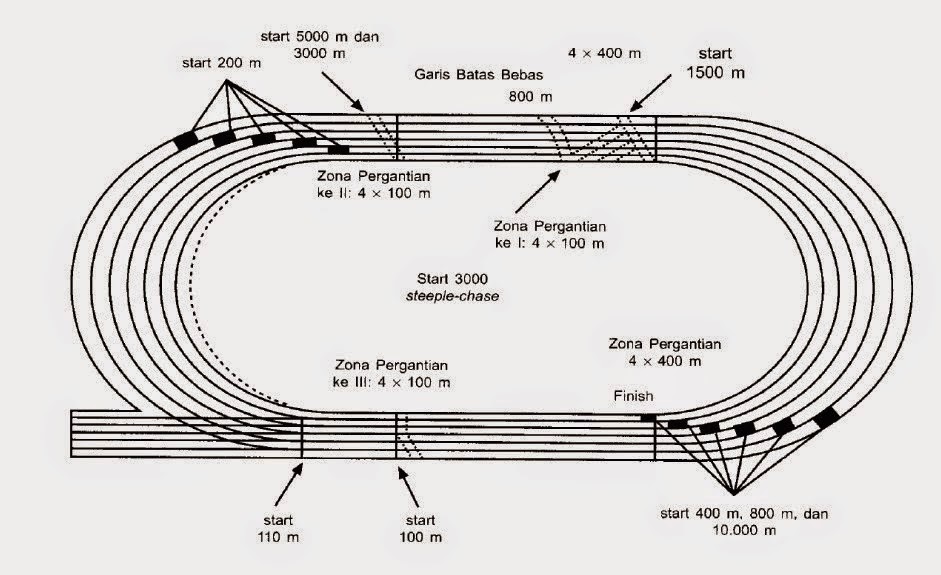 start 5000 m dan
3000 m
4 × 400 m
start
1500 m
start 200 m
Garis Batas Bebas
800 m
Zona Pergantian
ke II: 4 × 100 m
Zona Pergantian
ke I: 4 × 100 m
Start 3000
steeple-chase
Zona Pergantian
4 × 400 m
Zona Pergantian
ke III: 4 × 100 m
Finish
start
110 m
start
100 m
start 400 m, 800 m, dan
10.000 m